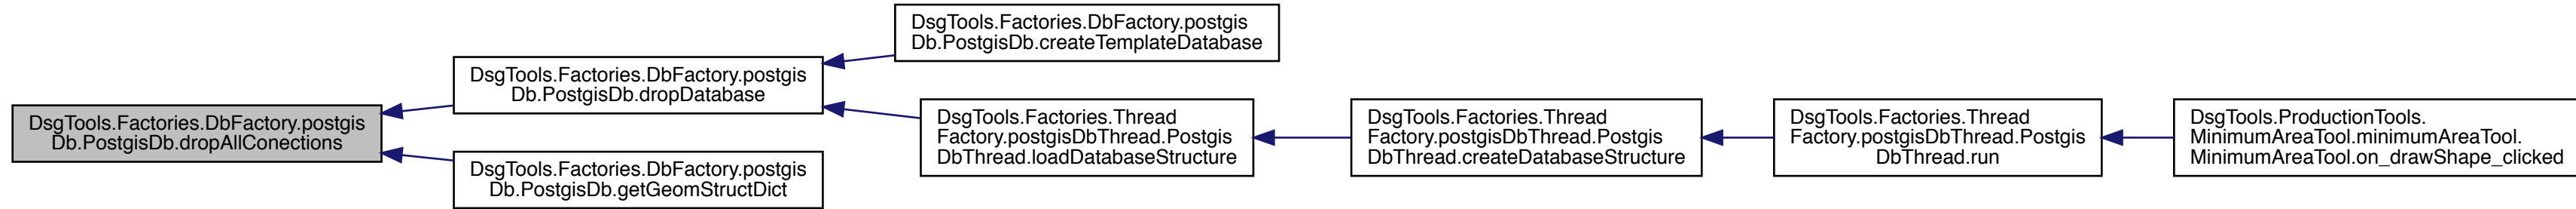 DsgTools.Factories.DbFactory.postgis
Db.PostgisDb.dropAllConections
DsgTools.Factories.DbFactory.postgis
Db.PostgisDb.dropDatabase
DsgTools.Factories.DbFactory.postgis
Db.PostgisDb.getGeomStructDict
DsgTools.Factories.DbFactory.postgis
Db.PostgisDb.createTemplateDatabase
DsgTools.Factories.Thread
Factory.postgisDbThread.Postgis
DbThread.loadDatabaseStructure
DsgTools.Factories.Thread
Factory.postgisDbThread.Postgis
DbThread.createDatabaseStructure
DsgTools.Factories.Thread
Factory.postgisDbThread.Postgis
DbThread.run
DsgTools.ProductionTools.
MinimumAreaTool.minimumAreaTool.
MinimumAreaTool.on_drawShape_clicked